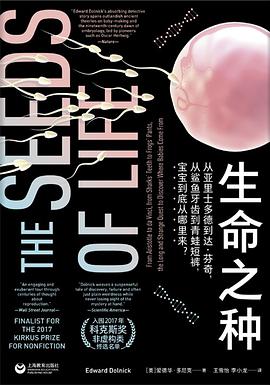 "Edward Dolnick's absorbing detective
story spans outlandish ancient
theories on baby-making and
the nineteenth-century dawn of
embryology, led by pioneers
such as Oscar Hertwig."
—Nature—
THE SEEDS
OF LIFE
From Aristotle to da Vinci, from Sharks' Teeth to Frogs' Pants,
the Long and Strange Quest to Discover Where Babies Come From
生命之种
从亚里士多德到达·芬奇，
从鲨鱼牙齿到青蛙短裤，
宝宝到底从哪里来？
"An engaging and
exuberant tour through
centuries of thought
about reproduction."
—Wall Street Journal—
"Dolnick weaves a suspenseful
tale of discovery, failure and often
just plain weirdness while
never losing sight of the mystery
at hand."
—Scientific American—
FINALIST FOR
THE 2017
KIRKUS PRIZE
FOR NONFICTION
入围2017年
科克斯奖
非虚构类
终选名单
上海教育出版社
Edward Dolnick
[美]爱德华·多尼克 著
王雪怡 李小龙 译